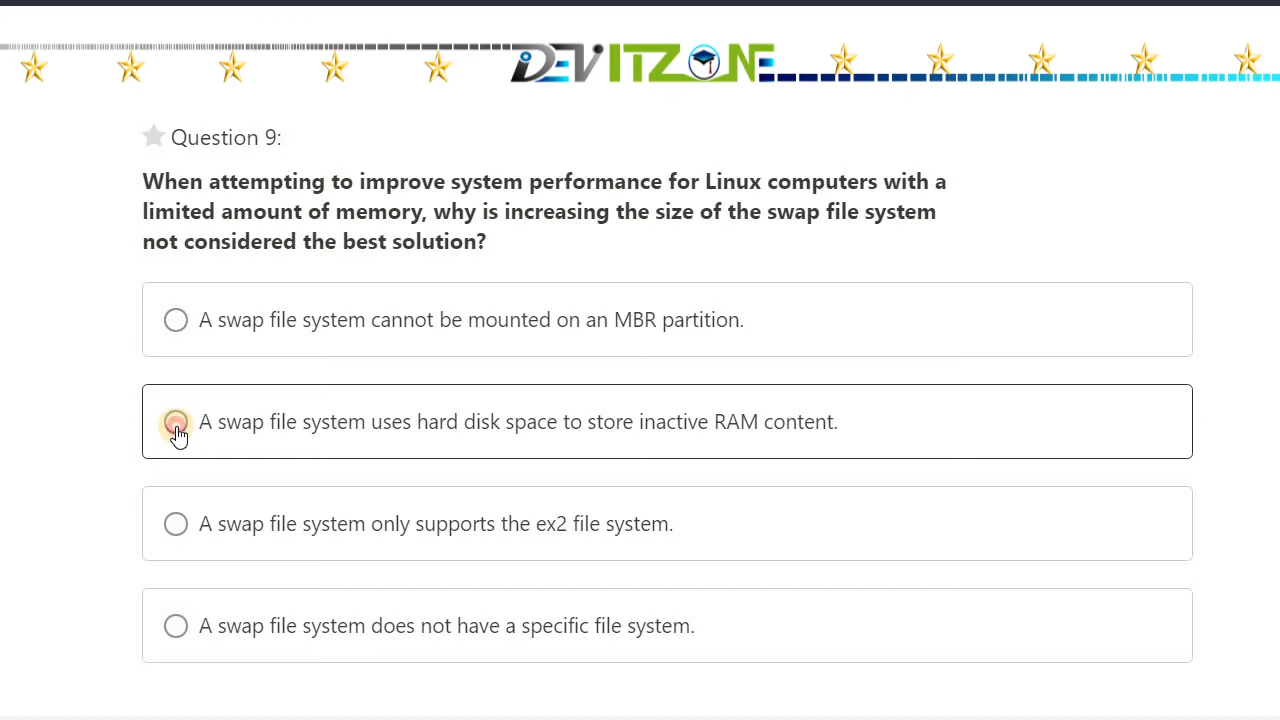 DEV ITZONE
Question 9:
When attempting to improve system performance for Linux computers with a
limited amount of memory, why is increasing the size of the swap file system
not considered the best solution?
A swap file system cannot be mounted on an MBR partition.
A swap file system uses hard disk space to store inactive RAM content.
A swap file system only supports the ex2 file system.
A swap file system does not have a specific file system.